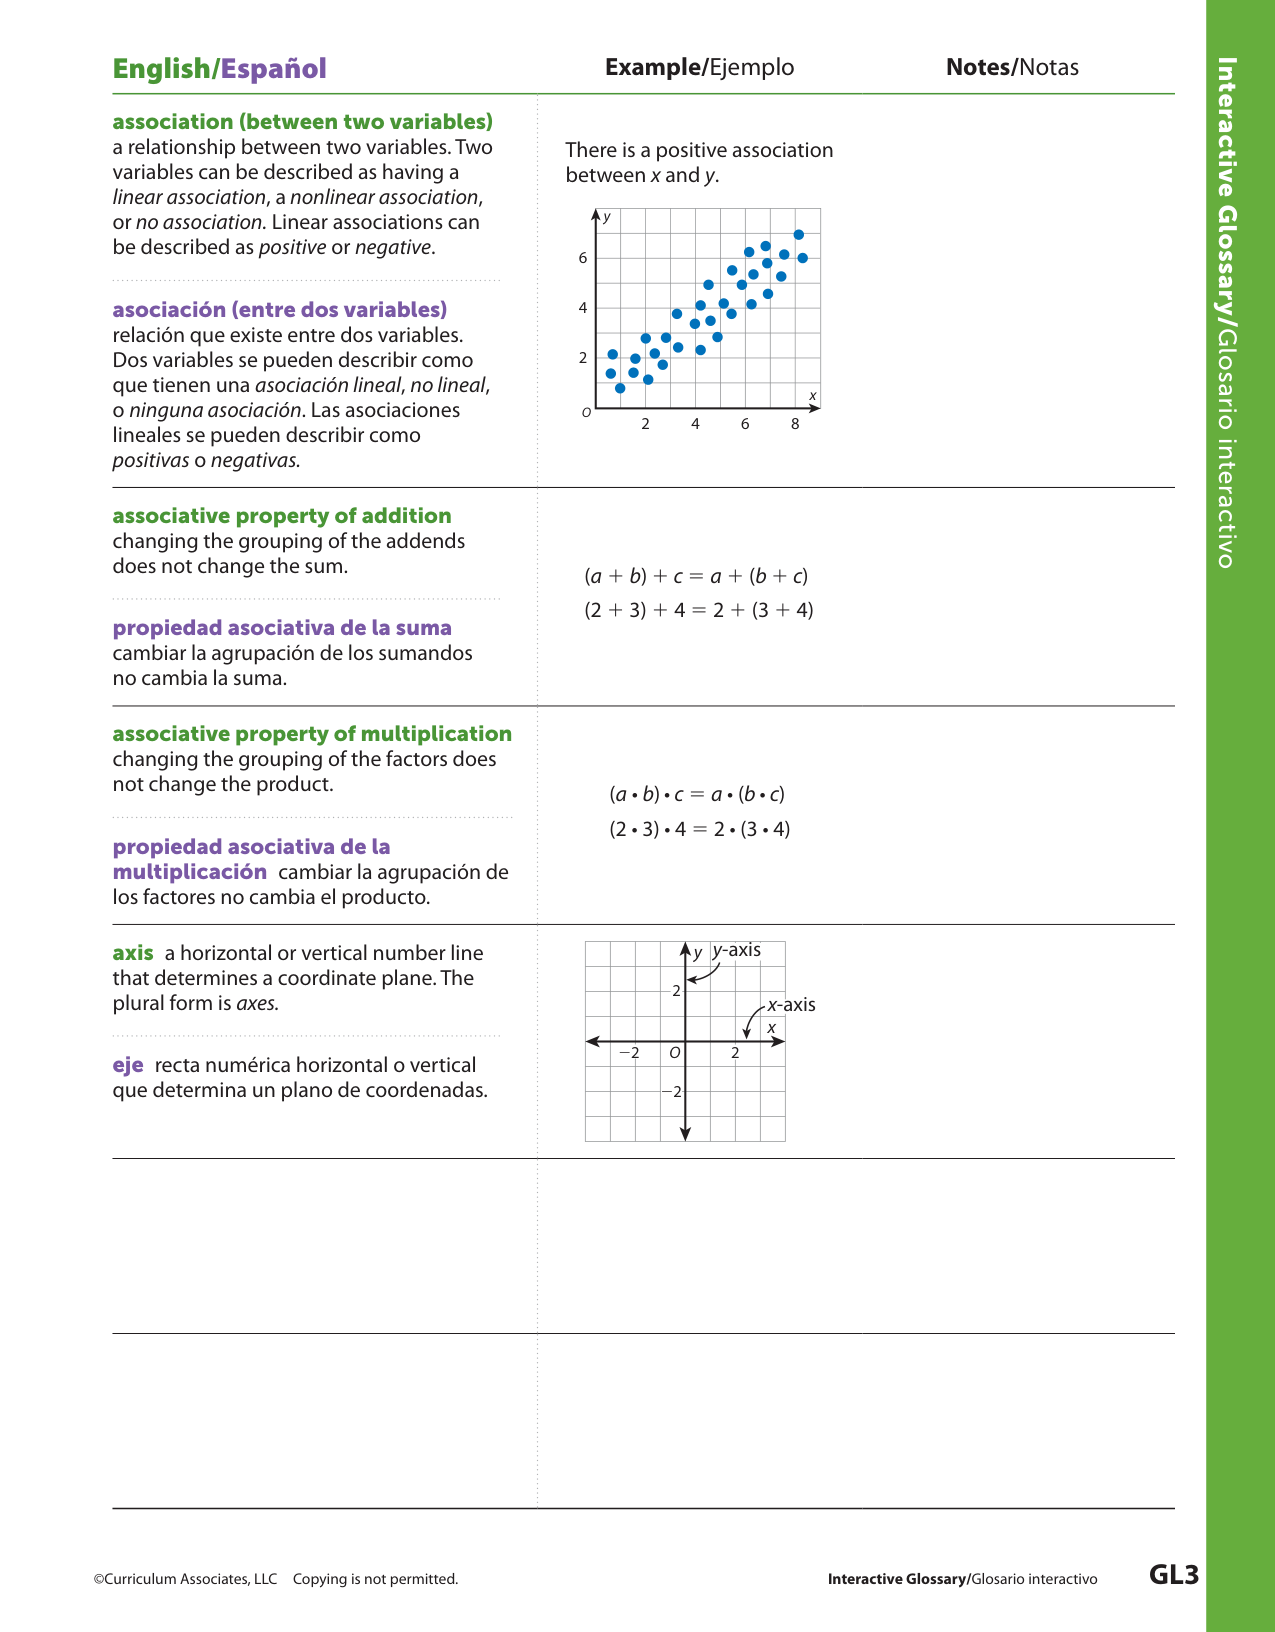 English/Español
Example/Ejemplo
Notes/Notas
association (between two variables)
a relationship between two variables. Two
variables can be described as having a
linear association, a nonlinear association,
or no association. Linear associations can
be described as positive or negative.
asociación (entre dos variables)
relación que existe entre dos variables.
Dos variables se pueden describir como
que tienen una asociación lineal, no lineal,
o ninguna asociación. Las asociaciones
lineales se pueden describir como
positivas o negativas.
There is a positive association
between x and y.
y
6
4
2
O
x
2 4 6 8
associative property of addition
changing the grouping of the addends
does not change the sum.
propiedad asociativa de la suma
cambiar la agrupación de los sumandos
no cambia la suma.
(a + b) + c = a + (b + c)
(2 + 3) + 4 = 2 + (3 + 4)
associative property of multiplication
changing the grouping of the factors does
not change the product.
propiedad asociativa de la
multiplicación cambiar la agrupación de
los factores no cambia el producto.
(a • b) • c = a • (b • c)
(2 • 3) • 4 = 2 • (3 • 4)
axis a horizontal or vertical number line
that determines a coordinate plane. The
plural form is axes.
eje recta numérica horizontal o vertical
que determina un plano de coordenadas.
y y-axis
2
x-axis
x
−2 O 2
−2
©Curriculum Associates, LLC Copying is not permitted.
Interactive Glossary/Glosario interactivo
GL3
Interactive Glossary/Glosario interactivo